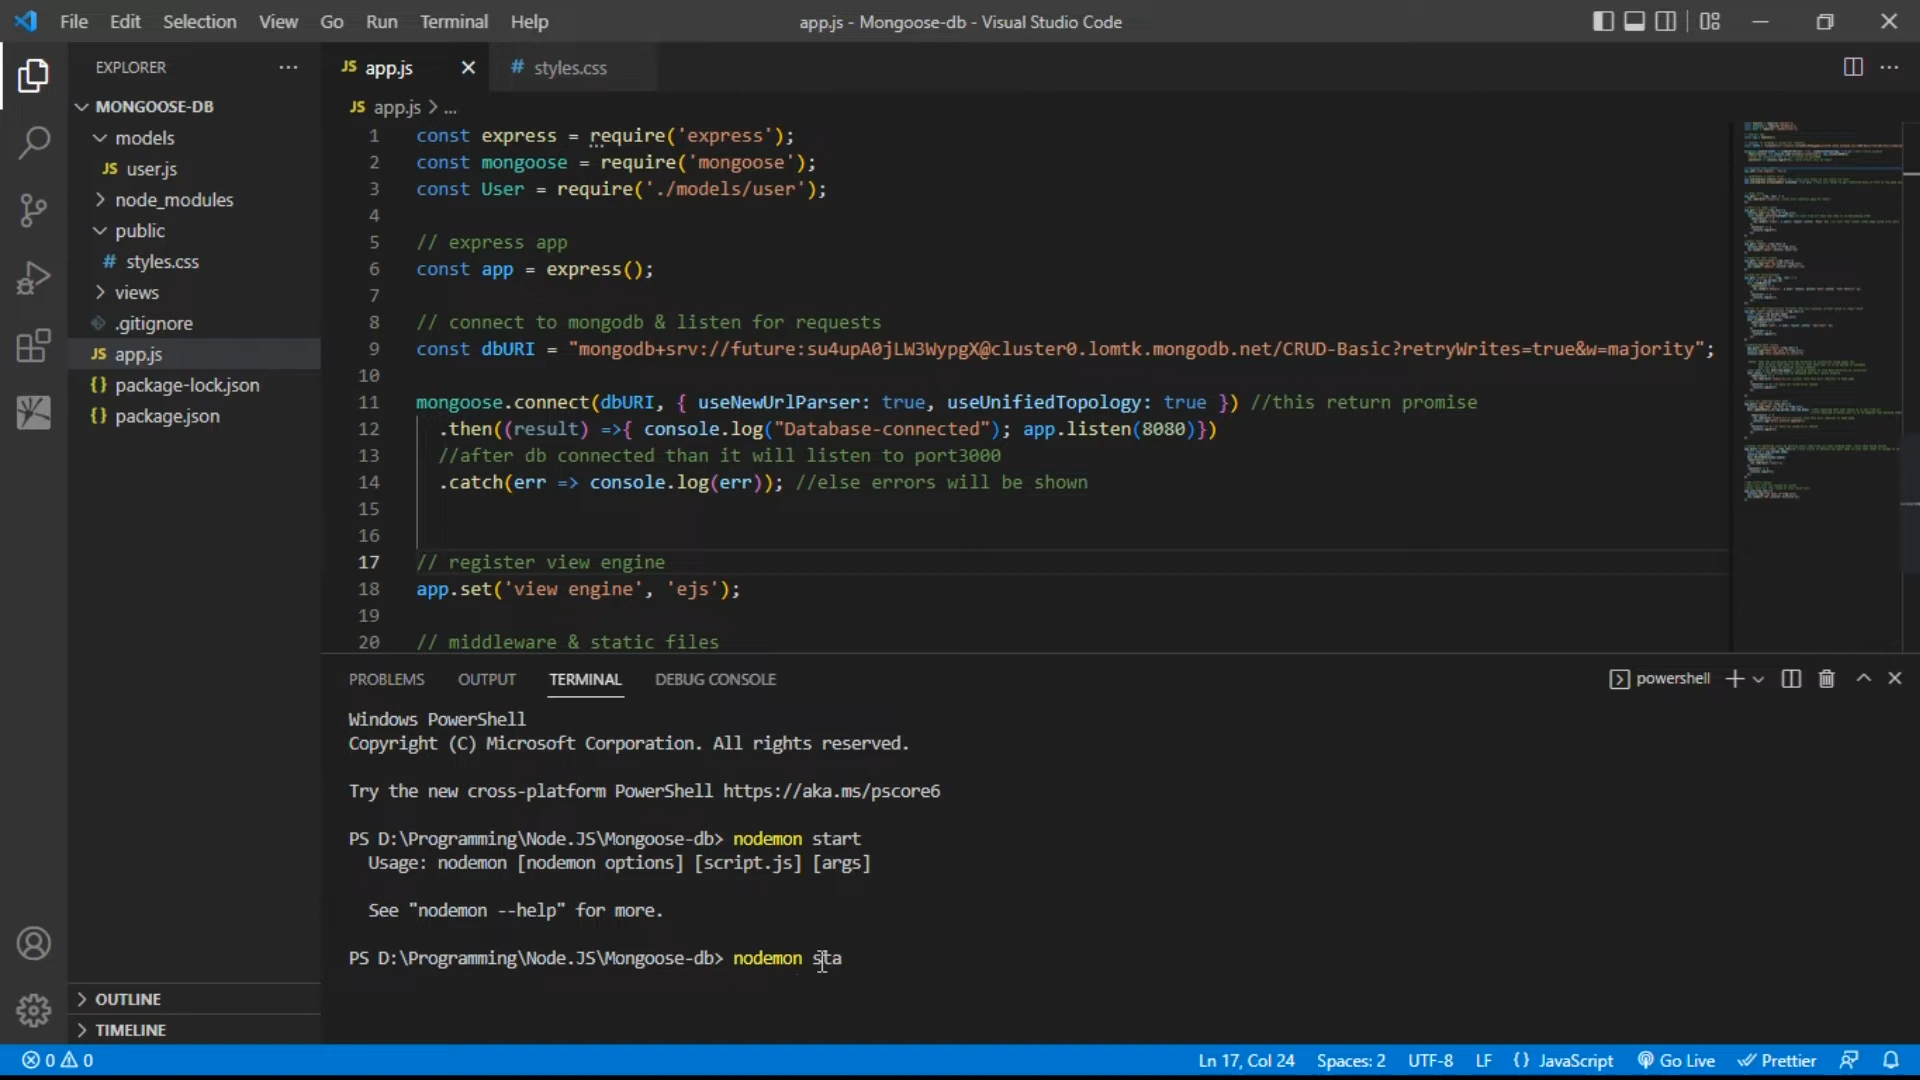 File Edit Selection View Go Run Terminal Help
app.js - Mongoose-db - Visual Studio Code
EXPLORER
MONGOOSE-DB
models
JS user.js
node_modules
public
# styles.css
views
.gitignore
JS app.js
{} package-lock.json
{} package.json
OUTLINE
TIMELINE
JS app.js
# styles.css
JS app.js > ...
1 const express = require('express');
2 const mongoose = require('mongoose');
3 const User = require('./models/user');
4
5 // express app
6 const app = express();
7
8 // connect to mongodb & listen for requests
9 const dbURI = "mongodb+srv://future:su4upA0jLW3WypgX@cluster0.lomtk.mongodb.net/CRUD-Basic?retryWrites=true&w=majority";
10
11 mongoose.connect(dbURI, { useNewUrlParser: true, useUnifiedTopology: true }) //this return promise
12 .then((result) =>{ console.log("Database-connected"); app.listen(8080)})
13 //after db connected than it will listen to port3000
14 .catch(err => console.log(err)); //else errors will be shown
15
16
17 // register view engine
18 app.set('view engine', 'ejs');
19
20 // middleware & static files
PROBLEMS OUTPUT TERMINAL DEBUG CONSOLE
powershell
Windows PowerShell
Copyright (C) Microsoft Corporation. All rights reserved.
Try the new cross-platform PowerShell https://aka.ms/pscore6
PS D:\Programming\Node.JS\Mongoose-db> nodemon start
Usage: nodemon [nodemon options] [script.js] [args]
See "nodemon --help" for more.
PS D:\Programming\Node.JS\Mongoose-db> nodemon sta
0 0
Ln 17, Col 24 Spaces: 2 UTF-8 LF {} JavaScript Go Live Prettier